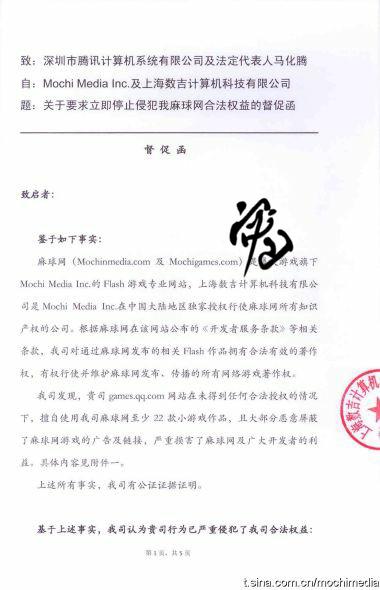 致：深圳市腾讯计算机系统有限公司及法定代表人马化腾
自：Mochi Media Inc.及上海数吉计算机科技有限公司
题：关于要求立即停止侵犯我麻球网合法权益的督促函
督 促 函
致启者：
鉴于如下事实：
麻球网（Mochinmedia.com 及 Mochigames.com）是 游戏旗下
Mochi Media Inc.的 Flash 游戏专业网站，上海数吉计算机科技有限公
司是 Mochi Media Inc.在中国大陆地区独家授权行使麻球网所有知识
产权的公司。根据麻球网在该网站公布的《开发者服务条款》等相关
条款，我司对通过麻球网发布的相关 Flash 作品拥有合法有效的著作
权，有权行使并维护麻球网发布、传播的所有网络游戏著作权。
我司发现，贵司 games.qq.com 网站在未得到任何合法授权的情况
下，擅自使用我司麻球网至少 22 款小游戏作品，且大部分恶意屏蔽
了麻球网游戏的广告及链接，严重损害了麻球网及广大开发者的利
益。具体内容见附件一。
上述所有事实，我司有公证证据证明。
基于上述事实，我司认为贵司行为已严重侵犯了我司合法权益：
第 1 页，共 5 页
上海数吉计算机
t.sina.com.cn/mochimedia